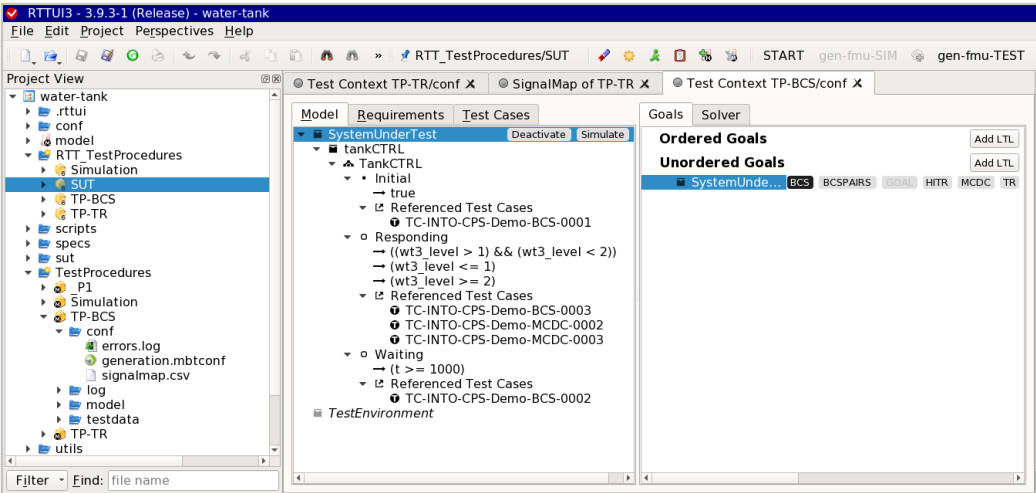 RTTUI3 - 3.9.3-1 (Release) - water-tank
File Edit Project Perspectives Help
» RTT_TestProcedures/SUT START gen-fmu-SIM gen-fmu-TEST
Project View
water-tank
.rttui
conf
model
RTT_TestProcedures
Simulation
SUT
TP-BCS
TP-TR
scripts
specs
sut
TestProcedures
_P1
Simulation
TP-BCS
conf
errors.log
generation.mbtconf
signalmap.csv
log
model
testdata
TP-TR
utils
Filter Find: file name
Test Context TP-TR/conf SignalMap of TP-TR Test Context TP-BCS/conf
Model Requirements Test Cases
SystemUnderTest Deactivate Simulate
tankCTRL
TankCTRL
Initial
→ true
Referenced Test Cases
TC-INTO-CPS-Demo-BCS-0001
Responding
→ ((wt3_level > 1) && (wt3_level < 2))
→ (wt3_level <= 1)
→ (wt3_level >= 2)
Referenced Test Cases
TC-INTO-CPS-Demo-BCS-0003
TC-INTO-CPS-Demo-MCDC-0002
TC-INTO-CPS-Demo-MCDC-0003
Waiting
→ (t >= 1000)
Referenced Test Cases
TC-INTO-CPS-Demo-BCS-0002
TestEnvironment
Goals Solver
Ordered Goals Add LTL
Unordered Goals Add LTL
SystemUnde... BCS BCSPAIRS GOAL HITR MCDC TR